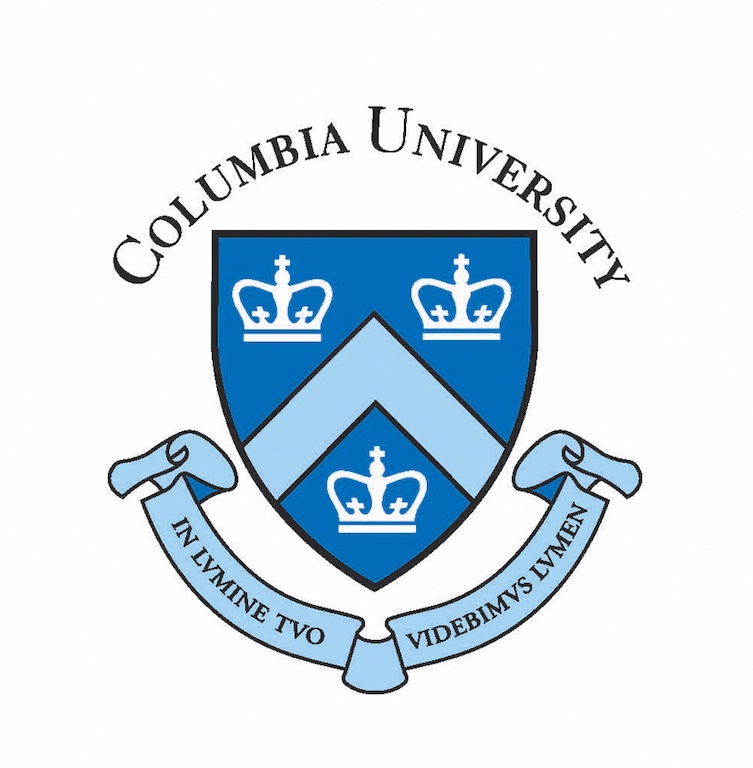 COLUMBIA UNIVERSITY
IN LVMINE TVO
VIDEBIMVS LVMEN